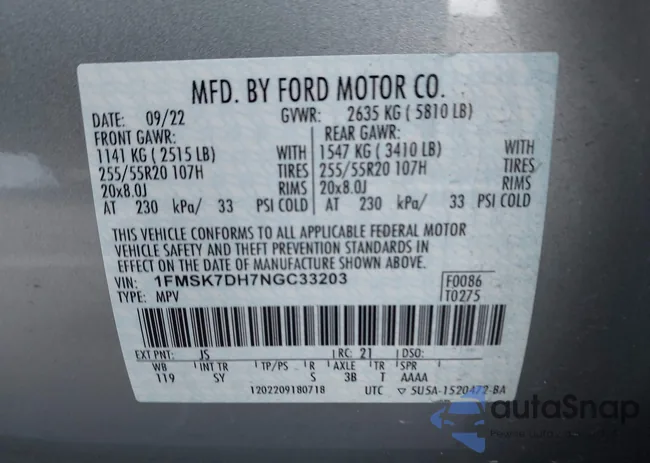 MFD. BY FORD MOTOR CO.
DATE: 09/22 GVWR: 2635 KG ( 5810 LB)
FRONT GAWR: REAR GAWR:
1141 KG ( 2515 LB) WITH 1547 KG ( 3410 LB) WITH
255/55R20 107H TIRES 255/55R20 107H TIRES
20x8.0J RIMS 20x8.0J RIMS
AT 230 kPa/ 33 PSI COLD AT 230 kPa/ 33 PSI COLD
THIS VEHICLE CONFORMS TO ALL APPLICABLE FEDERAL MOTOR
VEHICLE SAFETY AND THEFT PREVENTION STANDARDS IN
EFFECT ON THE DATE OF MANUFACTURE SHOWN ABOVE.
VIN: 1FMSK7DH7NGC33203 F0086
TYPE: MPV T0275
EXT PNT: JS RC: 21 DSO:
WB INT TR TP/PS R AXLE TR SPR
119 SY S 3B T AAAA
1202209180718 UTC ▽ 5U5A-1520472-BA
autoSnap